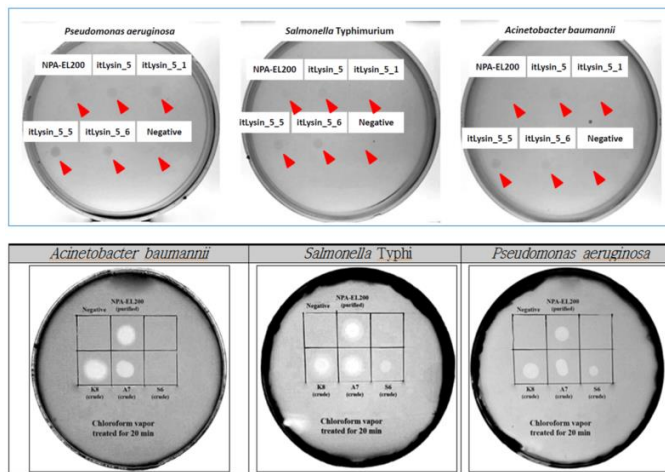 Pseudomonas aeruginosa
NPA-EL200 itLysin_5 itLysin_5_1
itLysin_5_5 itLysin_5_6 Negative
Salmonella Typhimurium
NPA-EL200 itLysin_5 itLysin_5_1
itLysin_5_5 itLysin_5_6 Negative
Acinetobacter baumannii
NPA-EL200 itLysin_5 itLysin_5_1
itLysin_5_5 itLysin_5_6 Negative
Acinetobacter baumannii
Negative
NPA-EL200
(purified)
K8 A7 S6
(crude) (crude) (crude)
Chloroform vapor
treated for 20 min
Salmonella Typhi
Negative
NPA-EL200
(purified)
K8 A7 S6
(crude) (crude) (crude)
Chloroform vapor
treated for 20 min
Pseudomonas aeruginosa
Negative
NPA-EL200
(purified)
K8 A7 S6
(crude) (crude) (crude)
Chloroform vapor
treated for 20 min